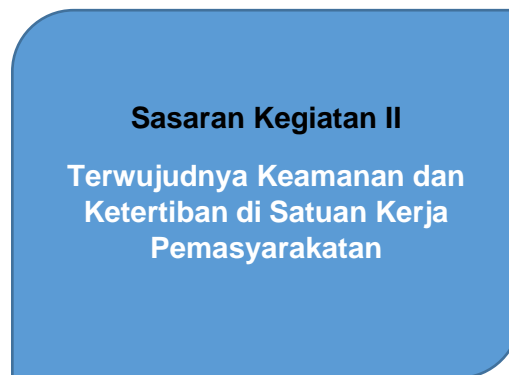 Sasaran Kegiatan II
Terwujudnya Keamanan dan
Ketertiban di Satuan Kerja
Pemasyarakatan